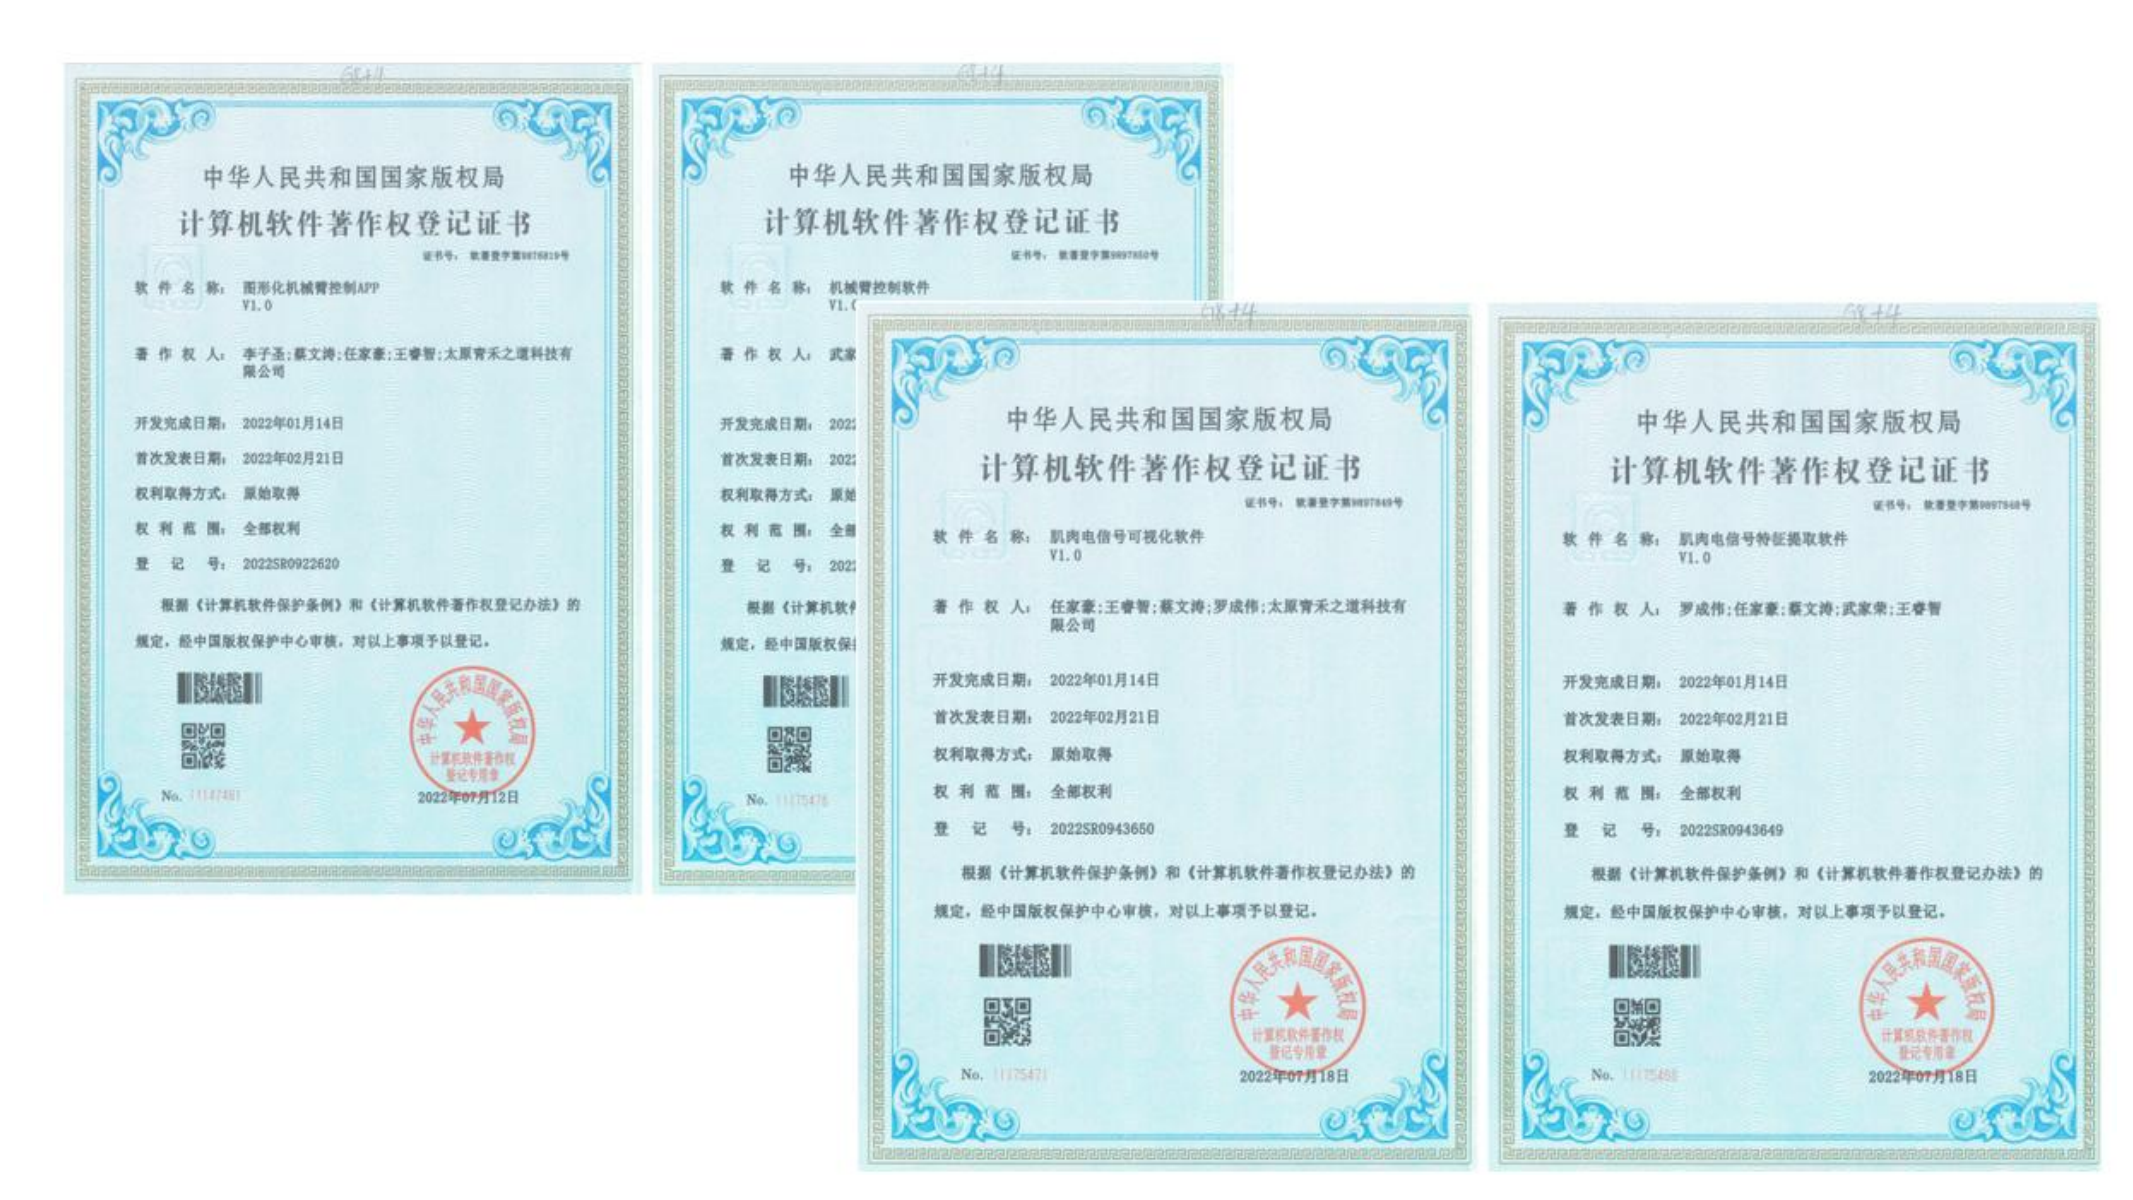 中华人民共和国国家版权局
计算机软件著作权登记证书
证书号： 软著登字第9876819号
软件名称： 图形化机械臂控制APP
V1.0
著作权人： 李子圣;蔡文涛;任家豪;王睿智;太原青禾之道科技有
限公司
开发完成日期： 2022年01月14日
首次发表日期： 2022年02月21日
权利取得方式： 原始取得
权利范围： 全部权利
登记号： 2022SR0922620
根据《计算机软件保护条例》和《计算机软件著作权登记办法》的
规定，经中国版权保护中心审核，对以上事项予以登记。
中华人民共和国国家版权局
计算机软件著作权
登记专用章
No. 11147461
2022年07月12日
中华人民共和国国家版权局
计算机软件著作权登记证书
证书号： 软著登字第9897850号
软件名称： 机械臂控制软件
V1.
著作权人： 武家
开发完成日期： 202
首次发表日期： 202
权利取得方式： 原始
权利范围： 全部
登记号： 202
根据《计算机软件
规定，经中国版权保
No. 11175476
中华人民共和国国家版权局
计算机软件著作权登记证书
证书号： 软著登字第9897849号
软件名称： 肌肉电信号可视化软件
V1.0
著作权人： 任家豪;王睿智;蔡文涛;罗成伟;太原青禾之道科技有
限公司
开发完成日期： 2022年01月14日
首次发表日期： 2022年02月21日
权利取得方式： 原始取得
权利范围： 全部权利
登记号： 2022SR0943650
根据《计算机软件保护条例》和《计算机软件著作权登记办法》的
规定，经中国版权保护中心审核，对以上事项予以登记。
中华人民共和国国家版权局
计算机软件著作权
登记专用章
No. 11175471
2022年07月18日
中华人民共和国国家版权局
计算机软件著作权登记证书
证书号： 软著登字第9897848号
软件名称： 肌肉电信号特征提取软件
V1.0
著作权人： 罗成伟;任家豪;蔡文涛;武家荣;王睿智
开发完成日期： 2022年01月14日
首次发表日期： 2022年02月21日
权利取得方式： 原始取得
权利范围： 全部权利
登记号： 2022SR0943649
根据《计算机软件保护条例》和《计算机软件著作权登记办法》的
规定，经中国版权保护中心审核，对以上事项予以登记。
中华人民共和国国家版权局
计算机软件著作权
登记专用章
No.
2022年07月18日